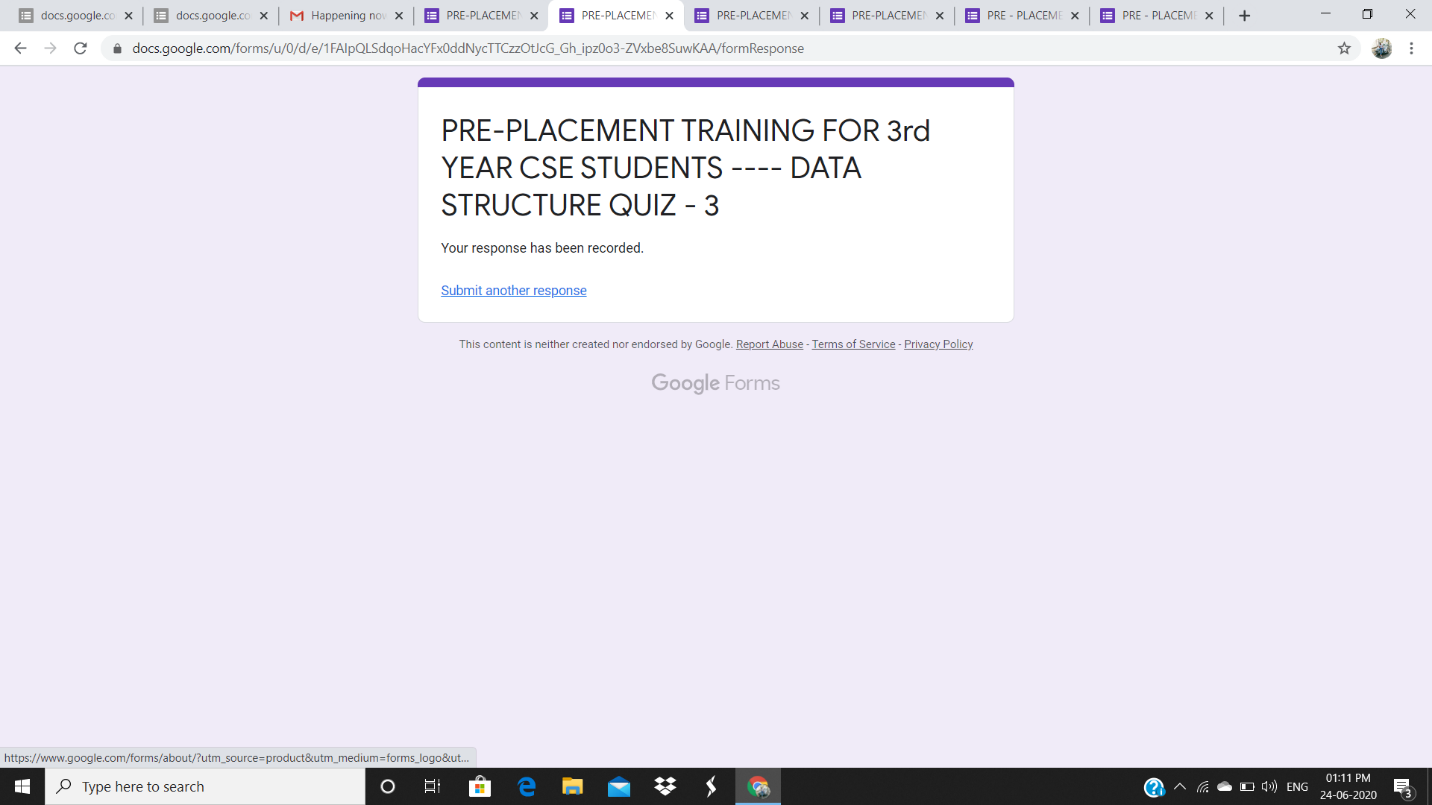 docs.google.co
docs.google.co
Happening now
PRE-PLACEMEN
PRE-PLACEMEN
PRE-PLACEMEN
PRE-PLACEMEN
PRE - PLACEME
PRE - PLACEME
docs.google.com/forms/u/0/d/e/1FAIpQLSdqoHacYFx0ddNycTTCzzOtJcG_Gh_ipz0o3-ZVxbe8SuwKAA/formResponse
PRE-PLACEMENT TRAINING FOR 3rd
YEAR CSE STUDENTS ---- DATA
STRUCTURE QUIZ - 3
Your response has been recorded.
Submit another response
This content is neither created nor endorsed by Google. Report Abuse - Terms of Service - Privacy Policy
Google Forms
https://www.google.com/forms/about/?utm_source=product&utm_medium=forms_logo&ut...
Type here to search
ENG
01:11 PM
24-06-2020
3